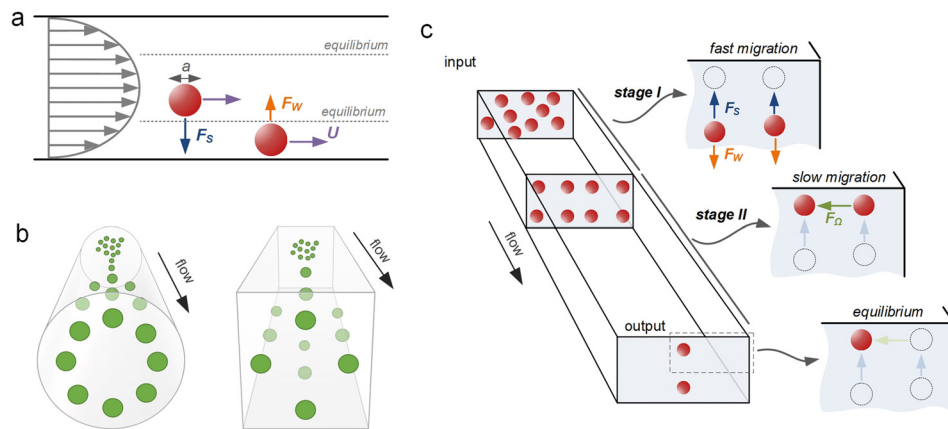 a
equilibrium
a
F_W
equilibrium
F_S
U
b
flow
flow
c
input
fast migration
stage I
F_S
F_W
slow migration
stage II
F_Ω
flow
output
equilibrium